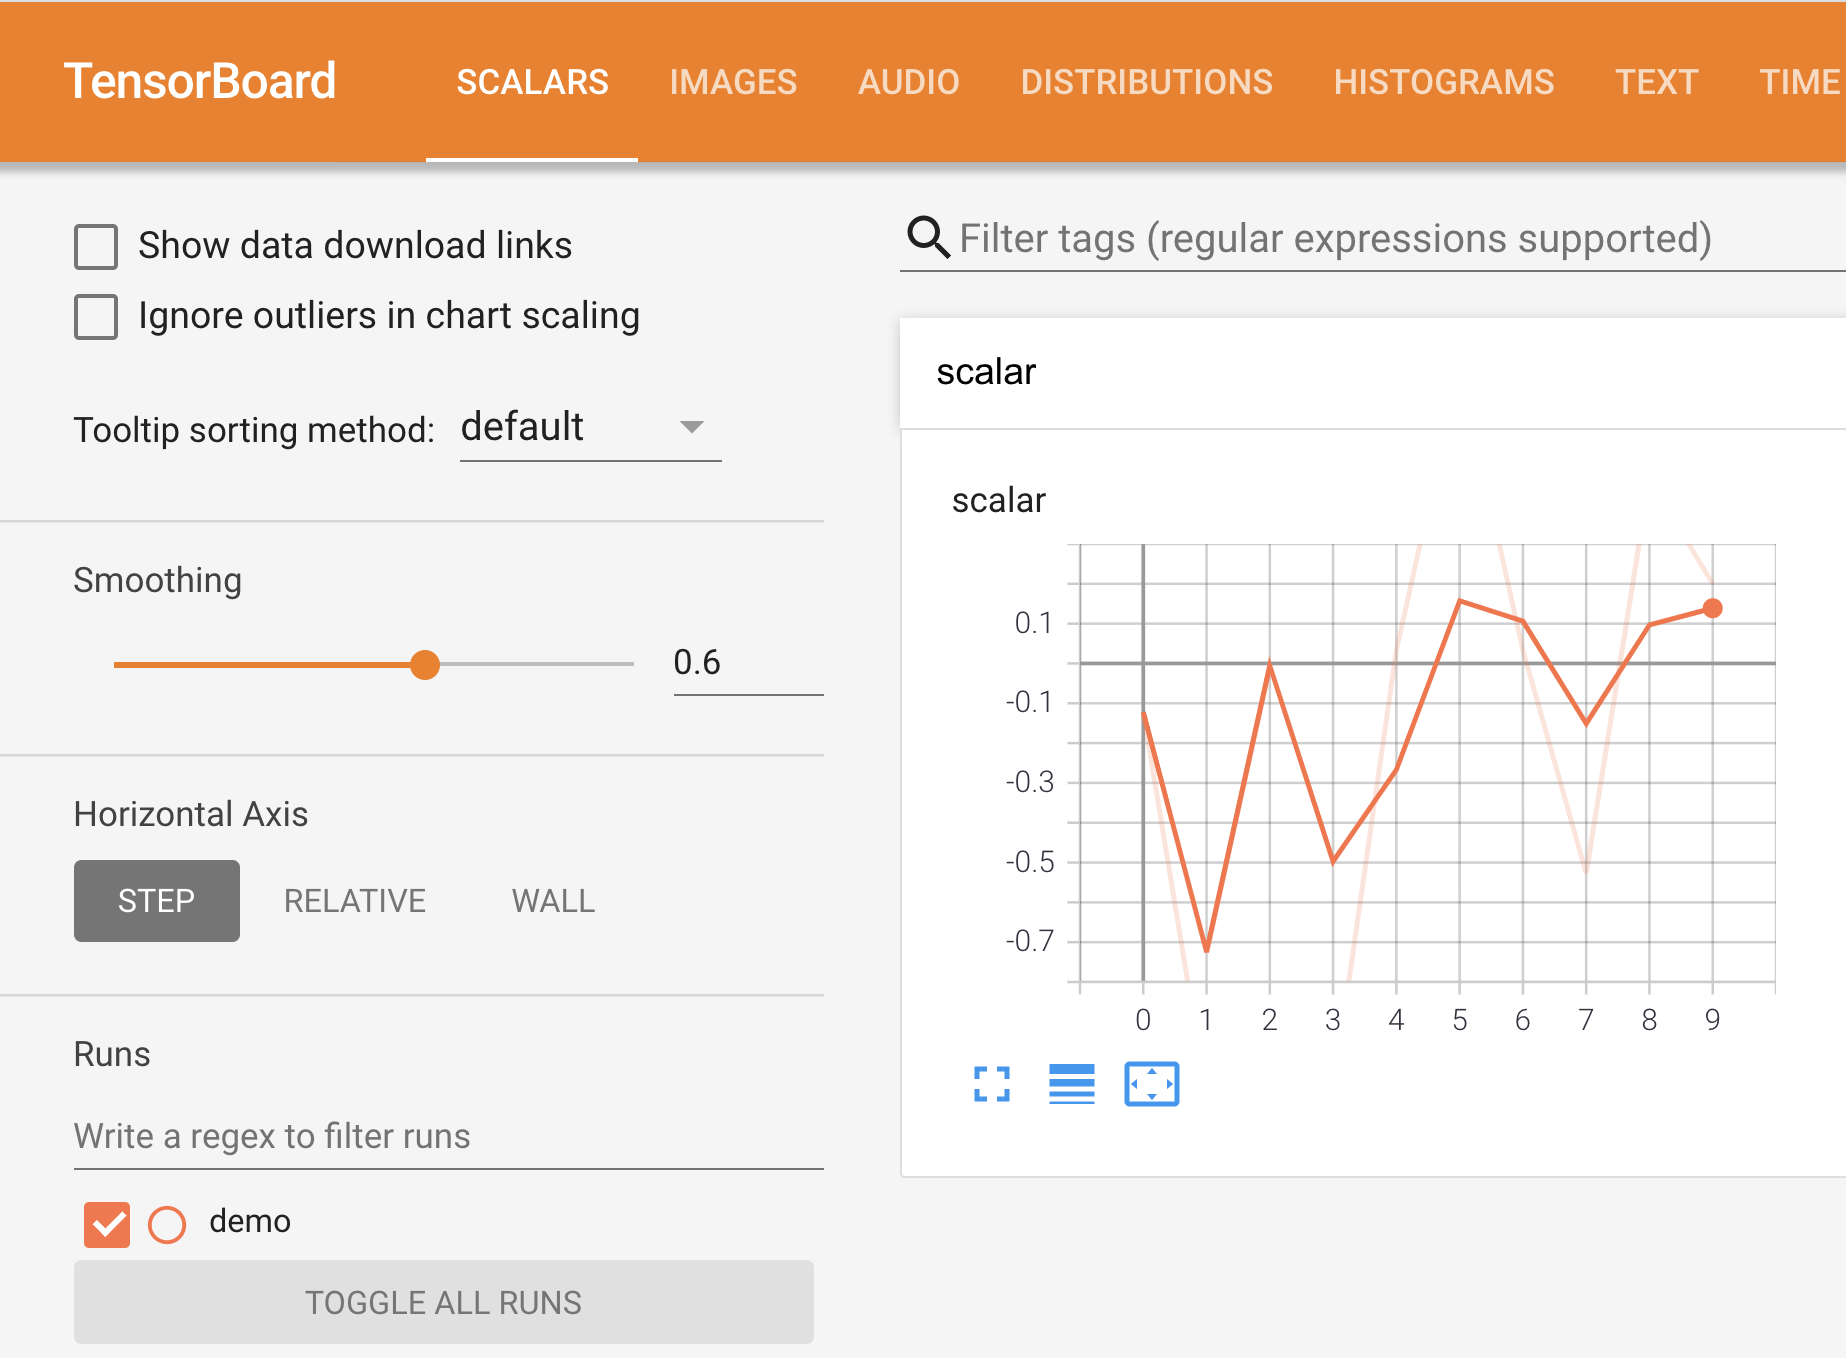 TensorBoard SCALARS IMAGES AUDIO DISTRIBUTIONS HISTOGRAMS TEXT TIME
Show data download links
Ignore outliers in chart scaling
Tooltip sorting method: default
Smoothing
0.6
Horizontal Axis
STEP RELATIVE WALL
Runs
Write a regex to filter runs
demo
TOGGLE ALL RUNS
Filter tags (regular expressions supported)
scalar
scalar
0.1
-0.1
-0.3
-0.5
-0.7
0 1 2 3 4 5 6 7 8 9